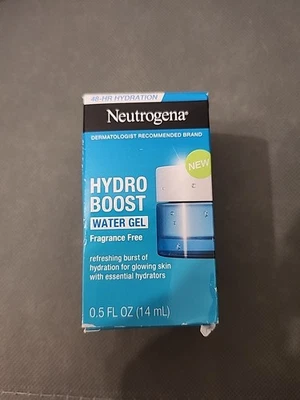 48-HR HYDRATION
Neutrogena®
DERMATOLOGIST RECOMMENDED BRAND
NEW
HYDRO
BOOST
WATER GEL
Fragrance Free
refreshing burst of
hydration for glowing skin
with essential hydrators
0.5 FL OZ (14 mL)